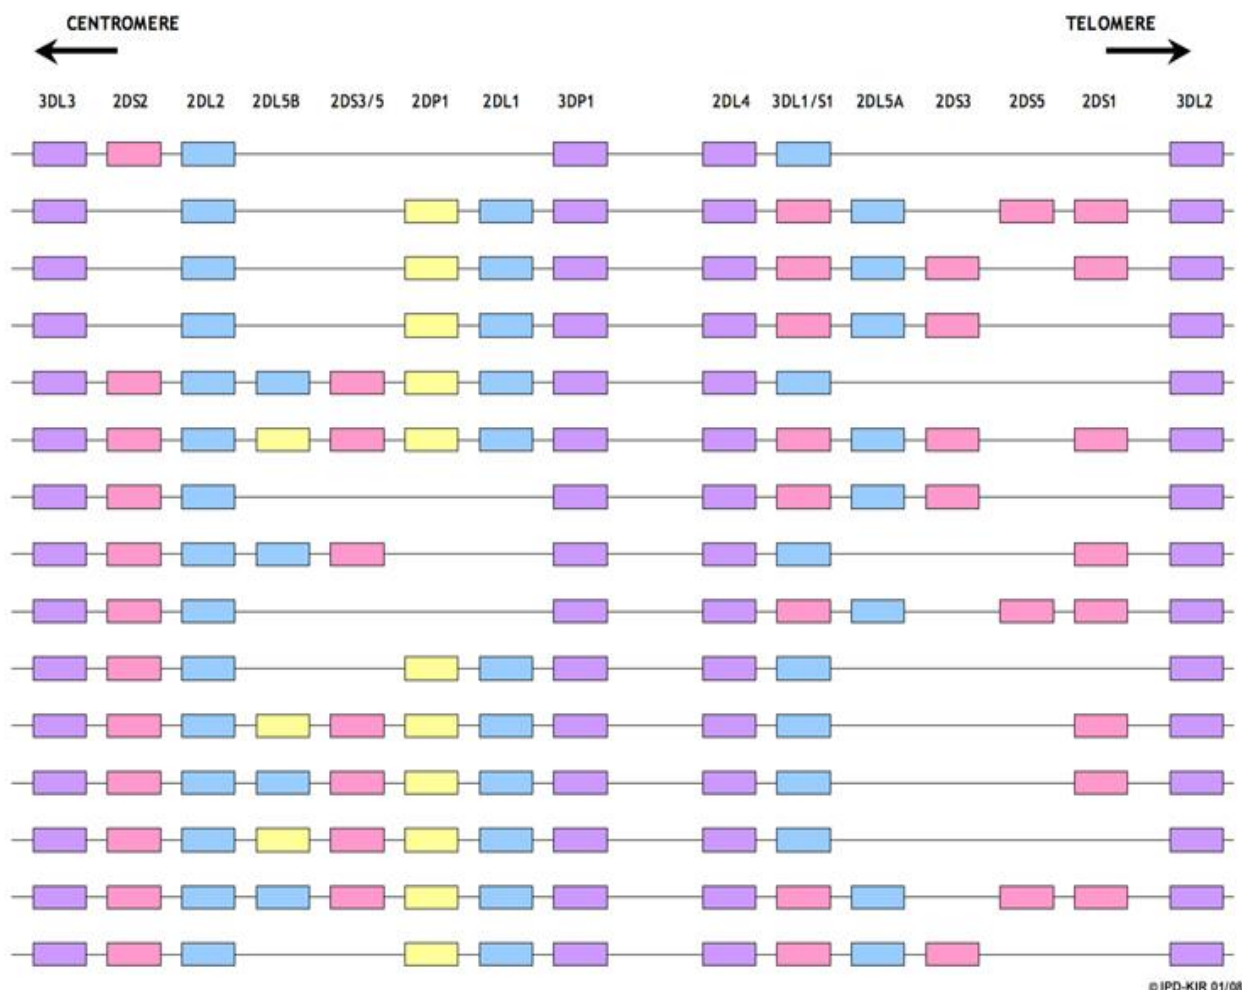 CENTROMERE TELOMERE
3DL3 2DS2 2DL2 2DL5B 2DS3/5 2DP1 2DL1 3DP1 2DL4 3DL1/S1 2DL5A 2DS3 2DS5 2DS1 3DL2
© IPD-KIR 01/08